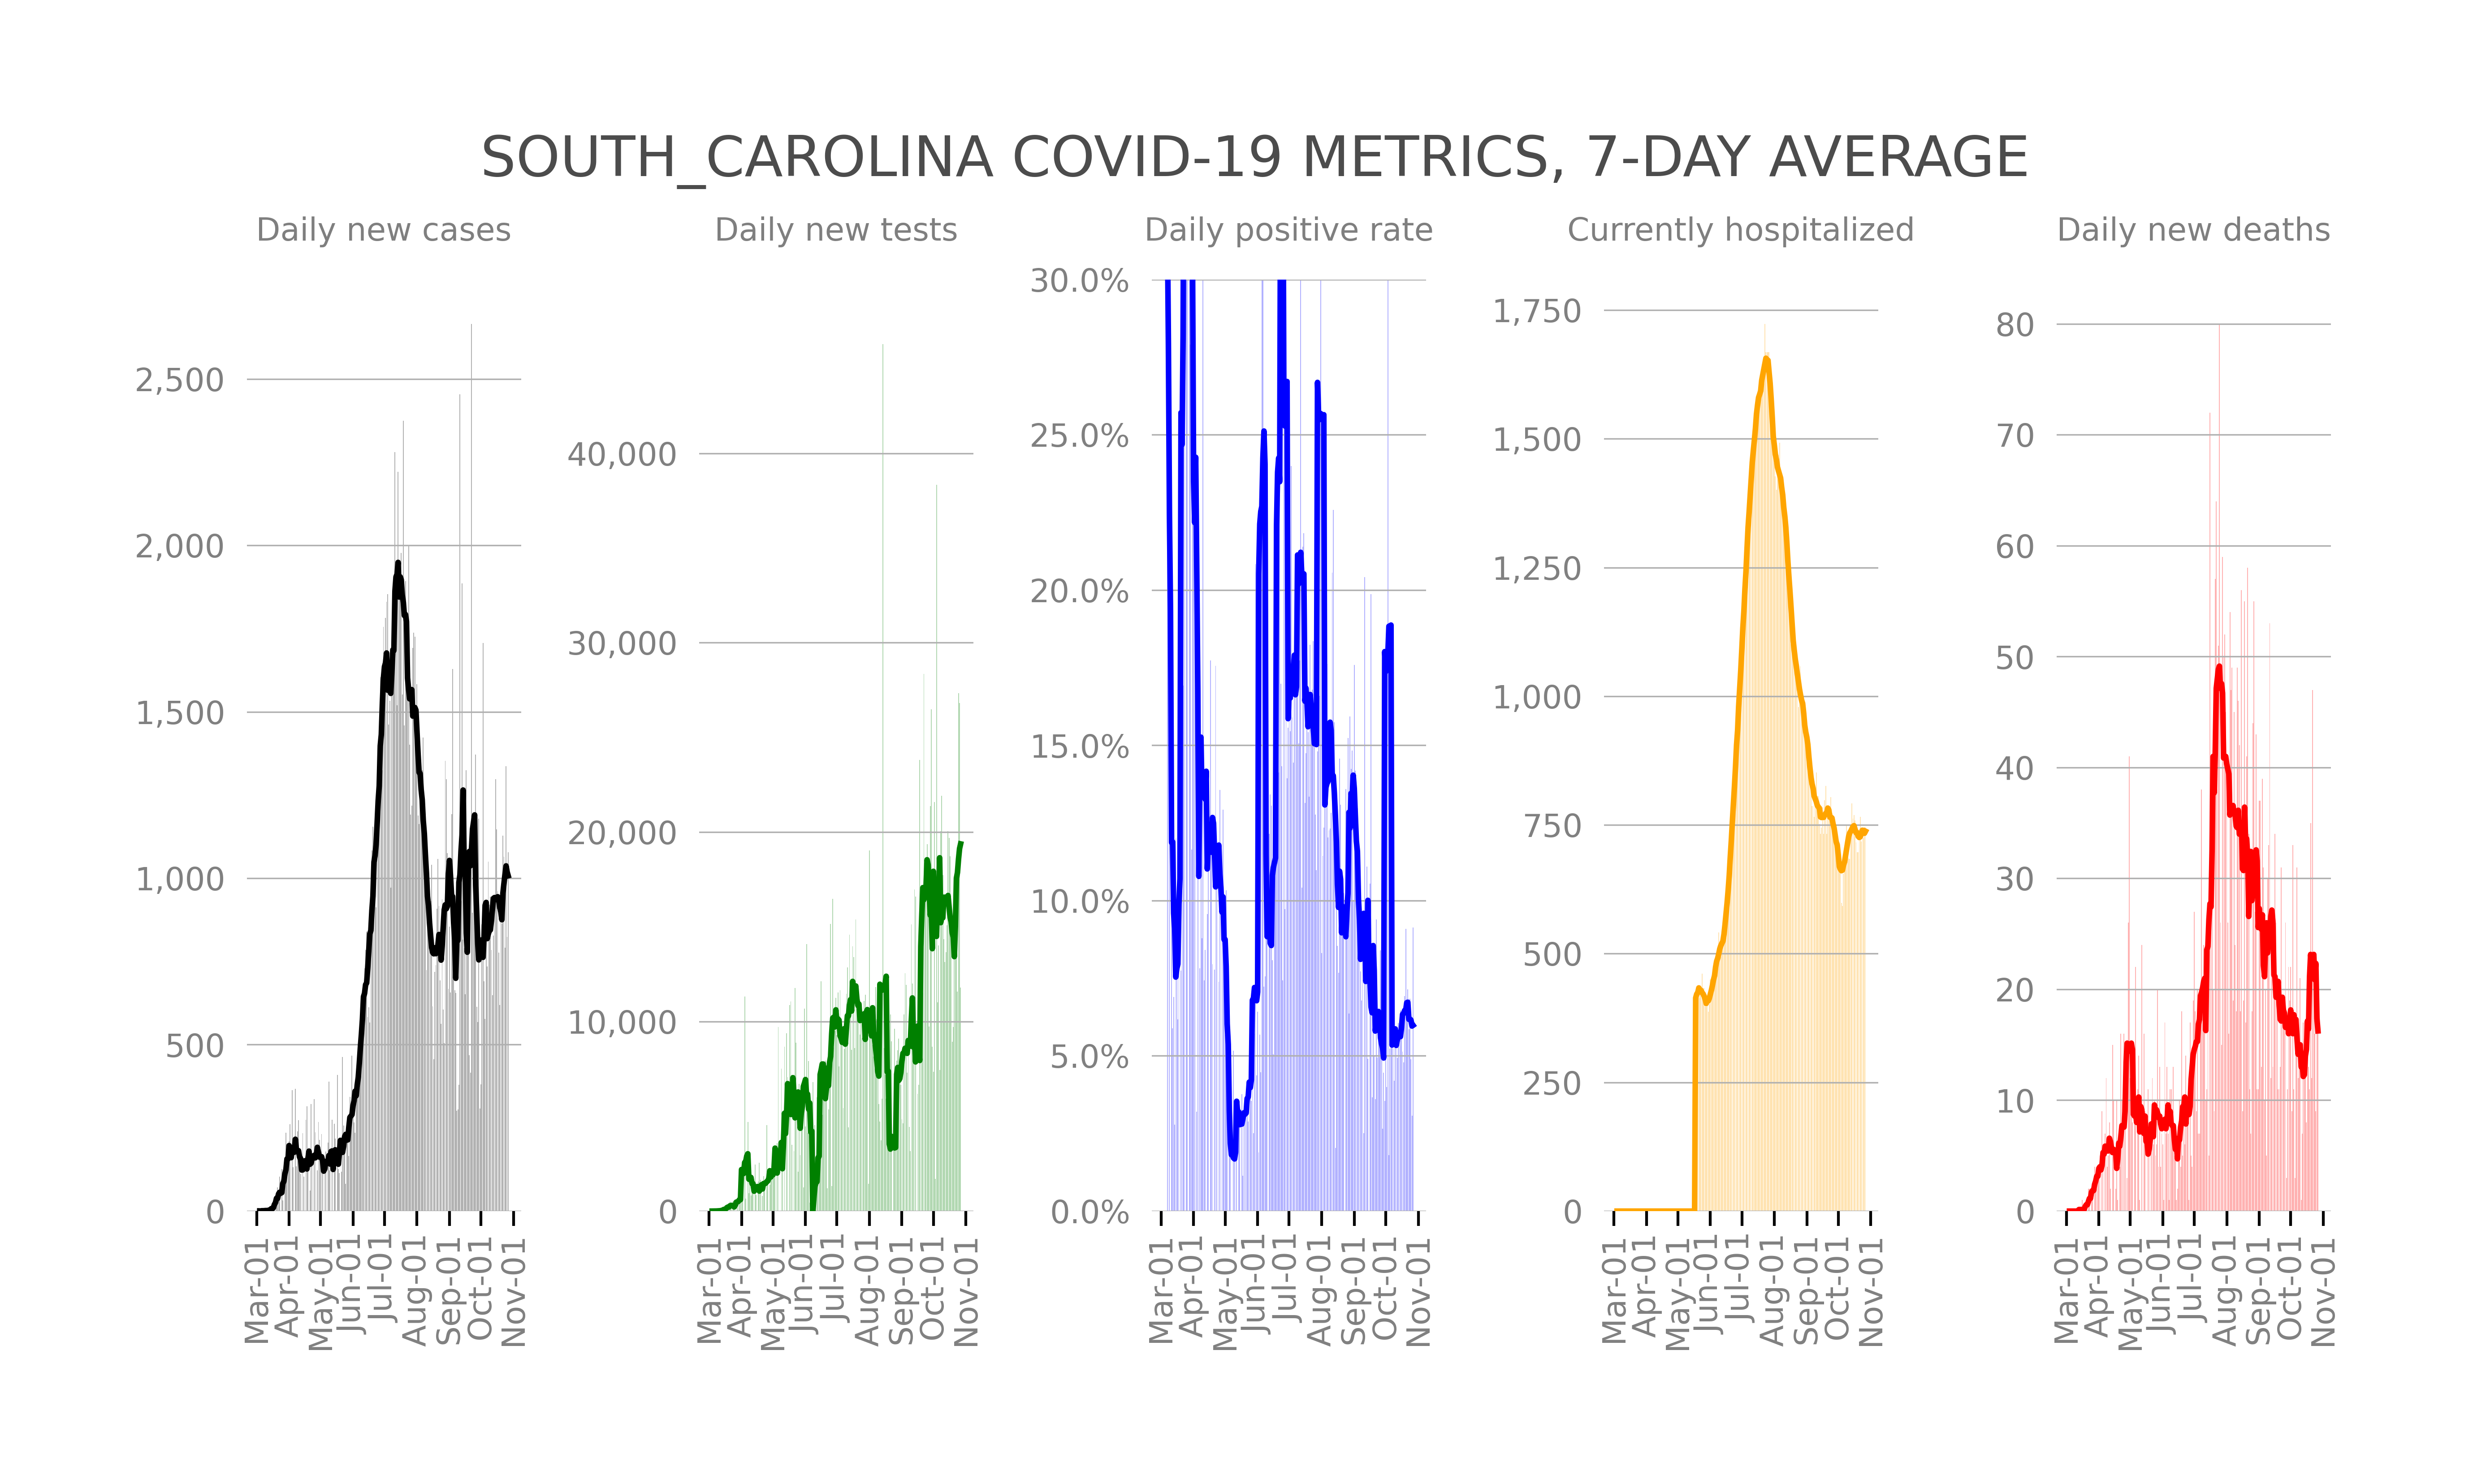 SOUTH_CAROLINA COVID-19 METRICS, 7-DAY AVERAGE
Daily new cases
2,500
2,000
1,500
1,000
500
0
Mar-01
Apr-01
May-01
Jun-01
Jul-01
Aug-01
Sep-01
Oct-01
Nov-01
Daily new tests
40,000
30,000
20,000
10,000
0
Mar-01
Apr-01
May-01
Jun-01
Jul-01
Aug-01
Sep-01
Oct-01
Nov-01
Daily positive rate
30.0%
25.0%
20.0%
15.0%
10.0%
5.0%
0.0%
Mar-01
Apr-01
May-01
Jun-01
Jul-01
Aug-01
Sep-01
Oct-01
Nov-01
Currently hospitalized
1,750
1,500
1,250
1,000
750
500
250
0
Mar-01
Apr-01
May-01
Jun-01
Jul-01
Aug-01
Sep-01
Oct-01
Nov-01
Daily new deaths
80
70
60
50
40
30
20
10
0
Mar-01
Apr-01
May-01
Jun-01
Jul-01
Aug-01
Sep-01
Oct-01
Nov-01